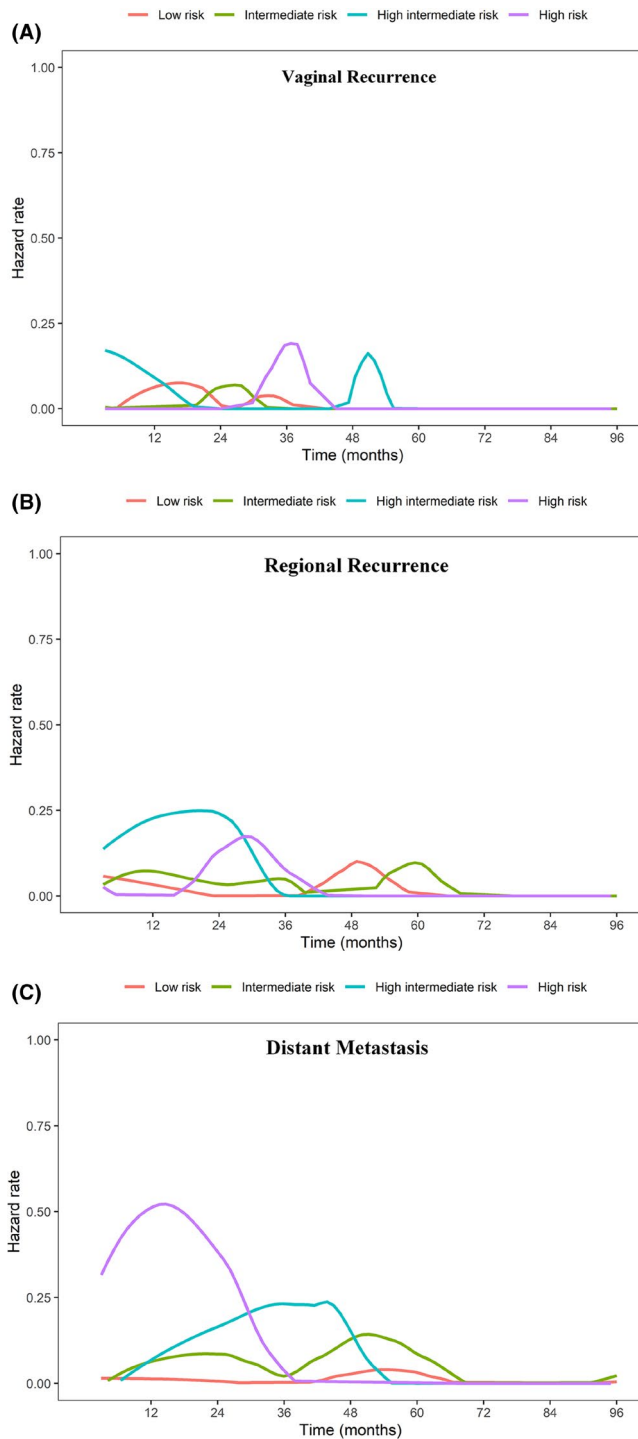 (A)
Low risk Intermediate risk High intermediate risk High risk
Vaginal Recurrence
1.00
0.75
0.50
0.25
0.00
Hazard rate
12 24 36 48 60 72 84 96
Time (months)
(B)
Low risk Intermediate risk High intermediate risk High risk
Regional Recurrence
1.00
0.75
0.50
0.25
0.00
Hazard rate
12 24 36 48 60 72 84 96
Time (months)
(C)
Low risk Intermediate risk High intermediate risk High risk
Distant Metastasis
1.00
0.75
0.50
0.25
0.00
Hazard rate
12 24 36 48 60 72 84 96
Time (months)